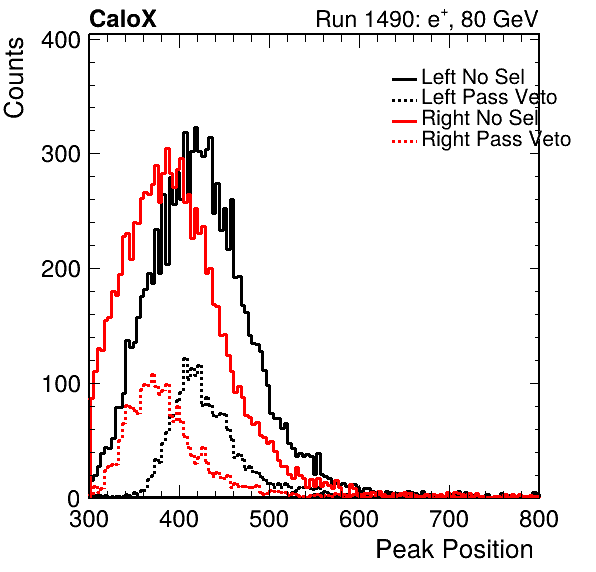 CaloX Run 1490: e⁺, 80 GeV
Counts
400
300
200
100
0
Left No Sel
Left Pass Veto
Right No Sel
Right Pass Veto
300 400 500 600 700 800
Peak Position